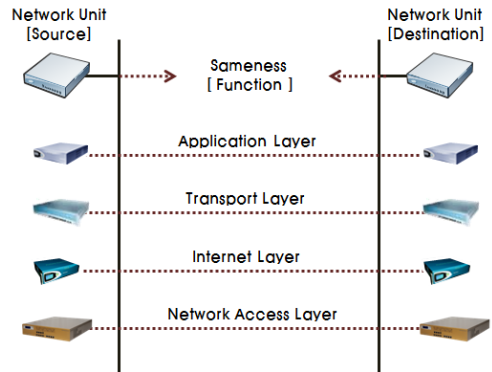 Network Unit
[Source]
Network Unit
[Destination]
Sameness
[ Function ]
Application Layer
Transport Layer
Internet Layer
Network Access Layer